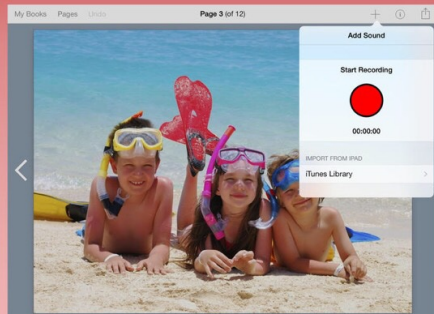 My Books Pages Undo Page 3 (of 12)
Add Sound
Start Recording
00:00:00
IMPORT FROM IPAD
iTunes Library